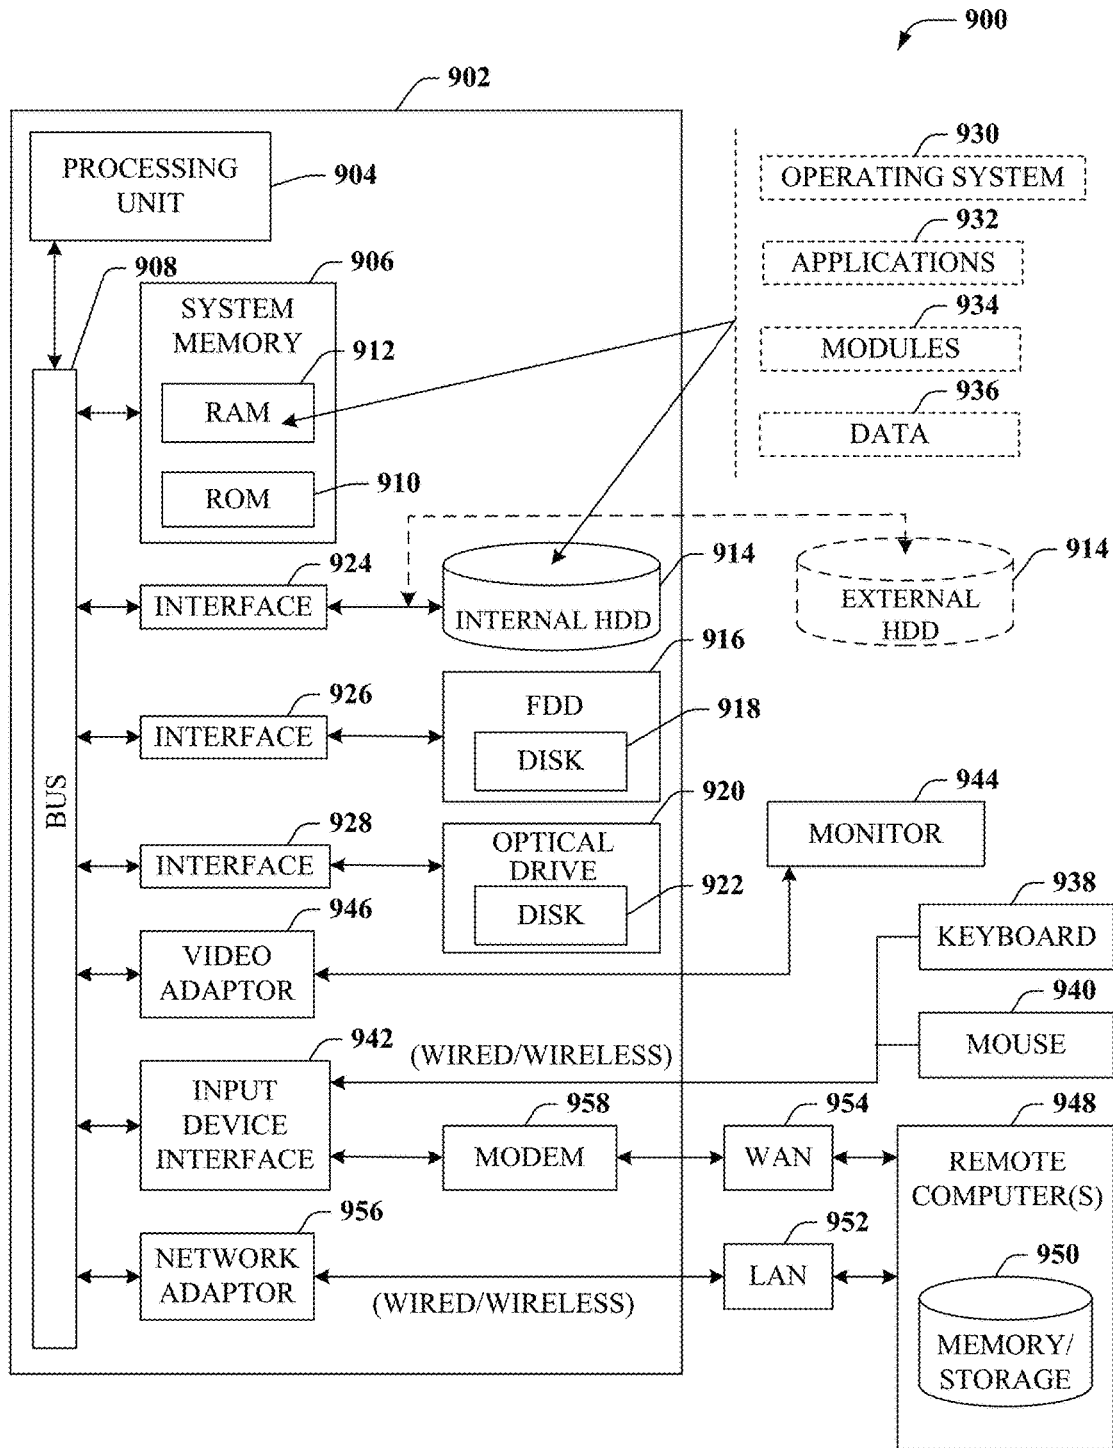 900
902
PROCESSING
UNIT
904
930
OPERATING SYSTEM
932
APPLICATIONS
934
MODULES
936
DATA
908
906
SYSTEM
MEMORY
912
RAM
910
ROM
BUS
924
INTERFACE
914
INTERNAL HDD
914
EXTERNAL
HDD
926
INTERFACE
916
FDD
918
DISK
928
INTERFACE
920
OPTICAL
DRIVE
922
DISK
944
MONITOR
946
VIDEO
ADAPTOR
938
KEYBOARD
940
MOUSE
942
INPUT
DEVICE
INTERFACE
(WIRED/WIRELESS)
958
MODEM
954
WAN
948
REMOTE
COMPUTER(S)
956
NETWORK
ADAPTOR
(WIRED/WIRELESS)
952
LAN
950
MEMORY/
STORAGE